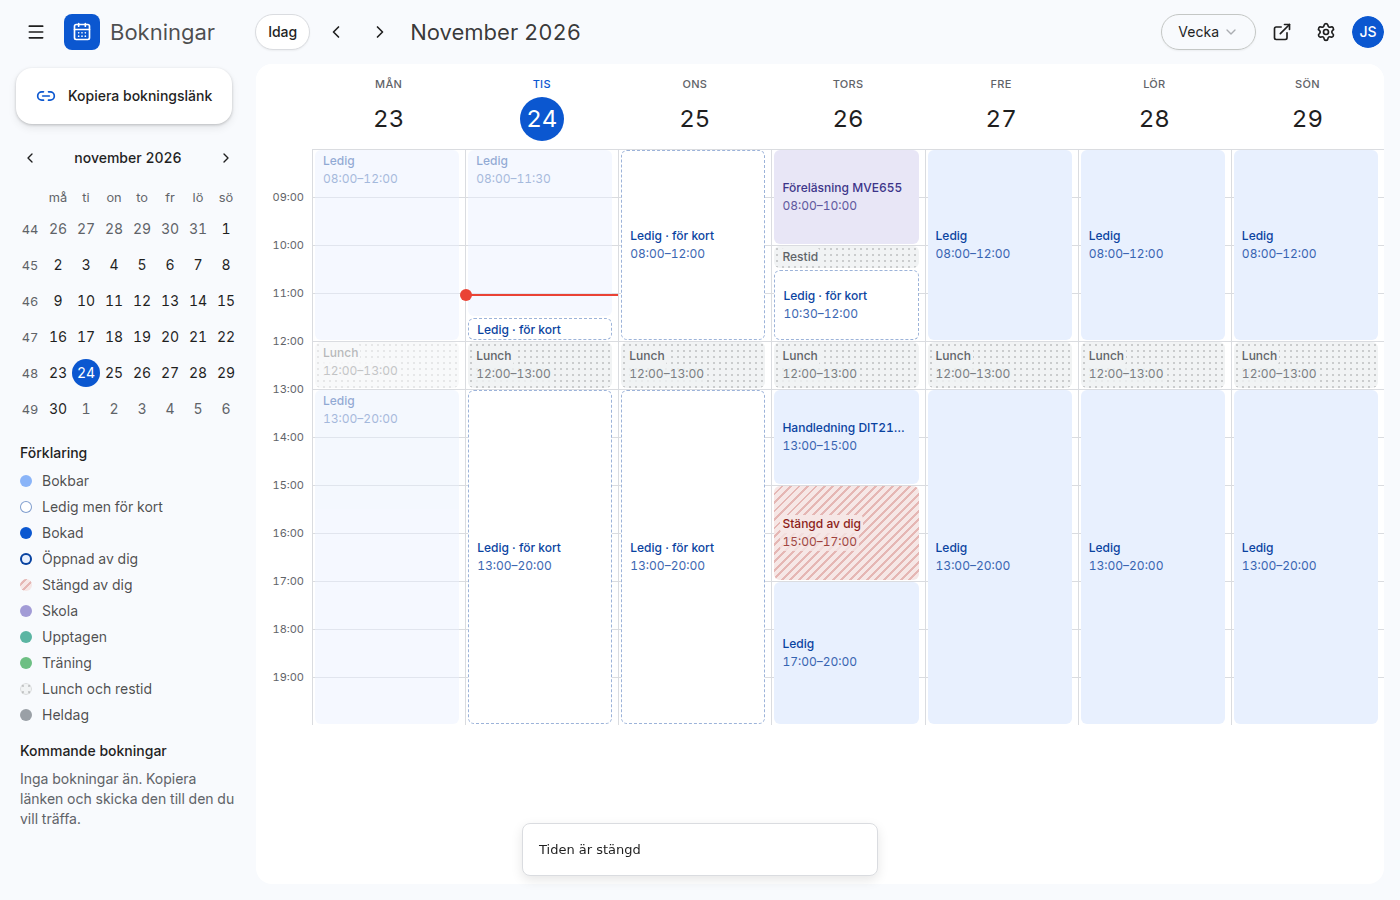 Bokningar
Idag
November 2026
Vecka
JS
Kopiera bokningslänk
november 2026
må ti on to fr lö sö
44 26 27 28 29 30 31 1
45 2 3 4 5 6 7 8
46 9 10 11 12 13 14 15
47 16 17 18 19 20 21 22
48 23 24 25 26 27 28 29
49 30 1 2 3 4 5 6
Förklaring
Bokbar
Ledig men för kort
Bokad
Öppnad av dig
Stängd av dig
Skola
Upptagen
Träning
Lunch och restid
Heldag
Kommande bokningar
Inga bokningar än. Kopiera
länken och skicka den till den du
vill träffa.
MÅN TIS ONS TORS FRE LÖR SÖN
23 24 25 26 27 28 29
09:00
10:00
11:00
12:00
13:00
14:00
15:00
16:00
17:00
18:00
19:00
Ledig
08:00–12:00
Lunch
12:00–13:00
Ledig
13:00–20:00
Ledig
08:00–11:30
Ledig · för kort
Lunch
12:00–13:00
Ledig · för kort
13:00–20:00
Ledig · för kort
08:00–12:00
Lunch
12:00–13:00
Ledig · för kort
13:00–20:00
Föreläsning MVE655
08:00–10:00
Restid
Ledig · för kort
10:30–12:00
Lunch
12:00–13:00
Handledning DIT21...
13:00–15:00
Stängd av dig
15:00–17:00
Ledig
17:00–20:00
Ledig
08:00–12:00
Lunch
12:00–13:00
Ledig
13:00–20:00
Ledig
08:00–12:00
Lunch
12:00–13:00
Ledig
13:00–20:00
Ledig
08:00–12:00
Lunch
12:00–13:00
Ledig
13:00–20:00
Tiden är stängd